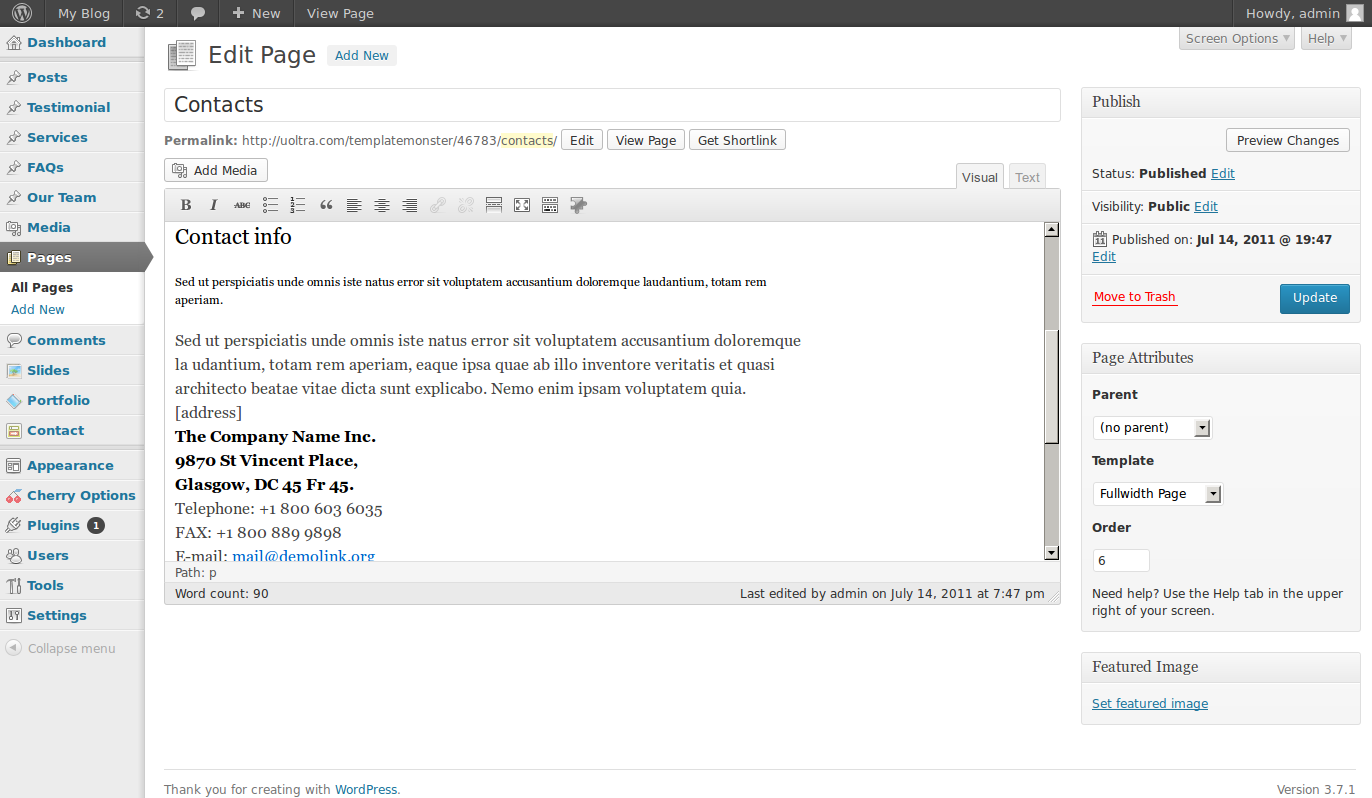 My Blog 2 New View Page Howdy, admin
Screen Options Help
Dashboard
Posts
Testimonial
Services
FAQs
Our Team
Media
Pages
All Pages
Add New
Comments
Slides
Portfolio
Contact
Appearance
Cherry Options
Plugins 1
Users
Tools
Settings
Collapse menu
Edit Page Add New
Contacts
Permalink: http://uoltra.com/templatemonster/46783/contacts/ Edit View Page Get Shortlink
Add Media
Visual Text
B I ABC
Contact info
Sed ut perspiciatis unde omnis iste natus error sit voluptatem accusantium doloremque laudantium, totam rem
aperiam.
Sed ut perspiciatis unde omnis iste natus error sit voluptatem accusantium doloremque
la udantium, totam rem aperiam, eaque ipsa quae ab illo inventore veritatis et quasi
architecto beatae vitae dicta sunt explicabo. Nemo enim ipsam voluptatem quia.
[address]
The Company Name Inc.
9870 St Vincent Place,
Glasgow, DC 45 Fr 45.
Telephone: +1 800 603 6035
FAX: +1 800 889 9898
E-mail: mail@demolink.org
Path: p
Word count: 90 Last edited by admin on July 14, 2011 at 7:47 pm
Publish
Preview Changes
Status: Published Edit
Visibility: Public Edit
11 Published on: Jul 14, 2011 @ 19:47
Edit
Move to Trash Update
Page Attributes
Parent
(no parent)
Template
Fullwidth Page
Order
6
Need help? Use the Help tab in the upper
right of your screen.
Featured Image
Set featured image
Thank you for creating with WordPress. Version 3.7.1